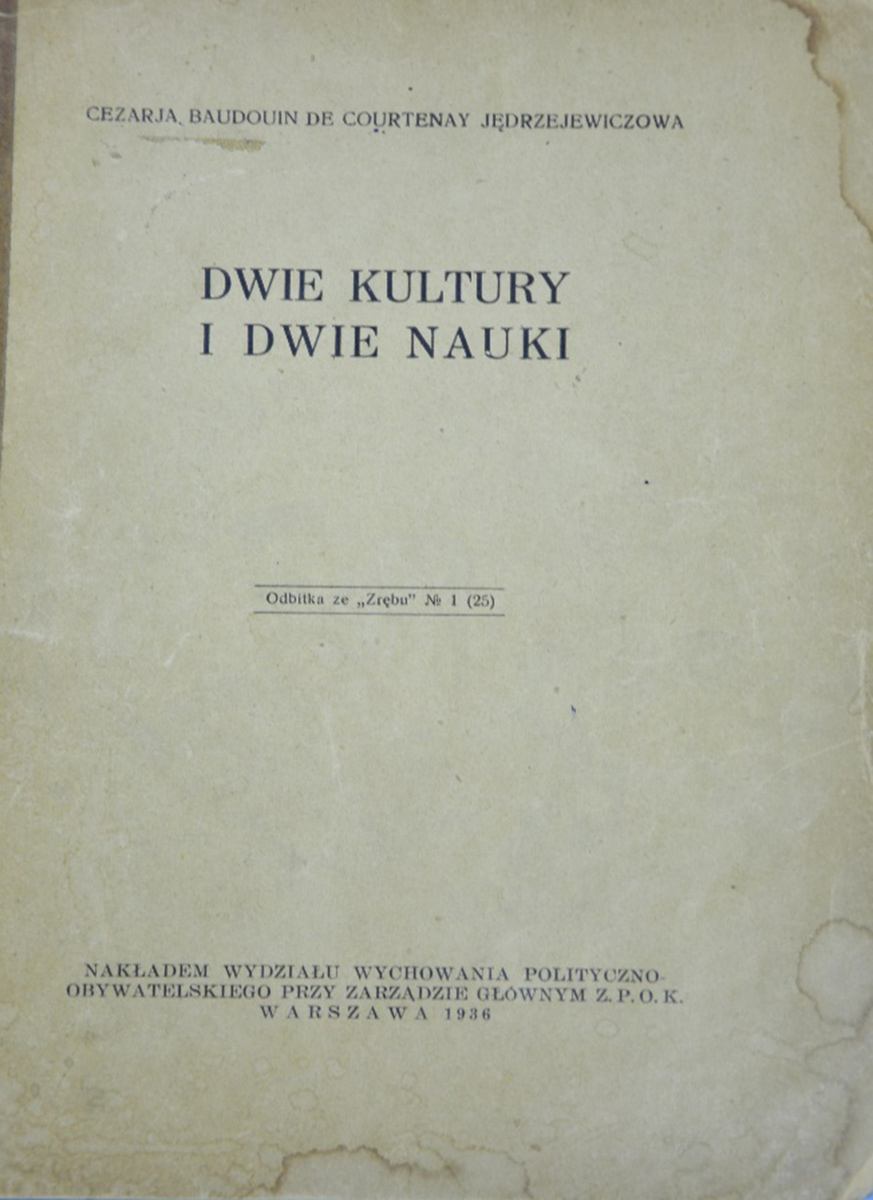 CEZARJA BAUDOUIN DE COURTENAY JĘDRZEJEWICZOWA
DWIE KULTURY
I DWIE NAUKI
Odbitka ze „Zrębu” № 1 (25)
NAKŁADEM WYDZIAŁU WYCHOWANIA POLITYCZNO-
OBYWATELSKIEGO PRZY ZARZĄDZIE GŁÓWNYM Z. P. O. K.
WARSZAWA 1936